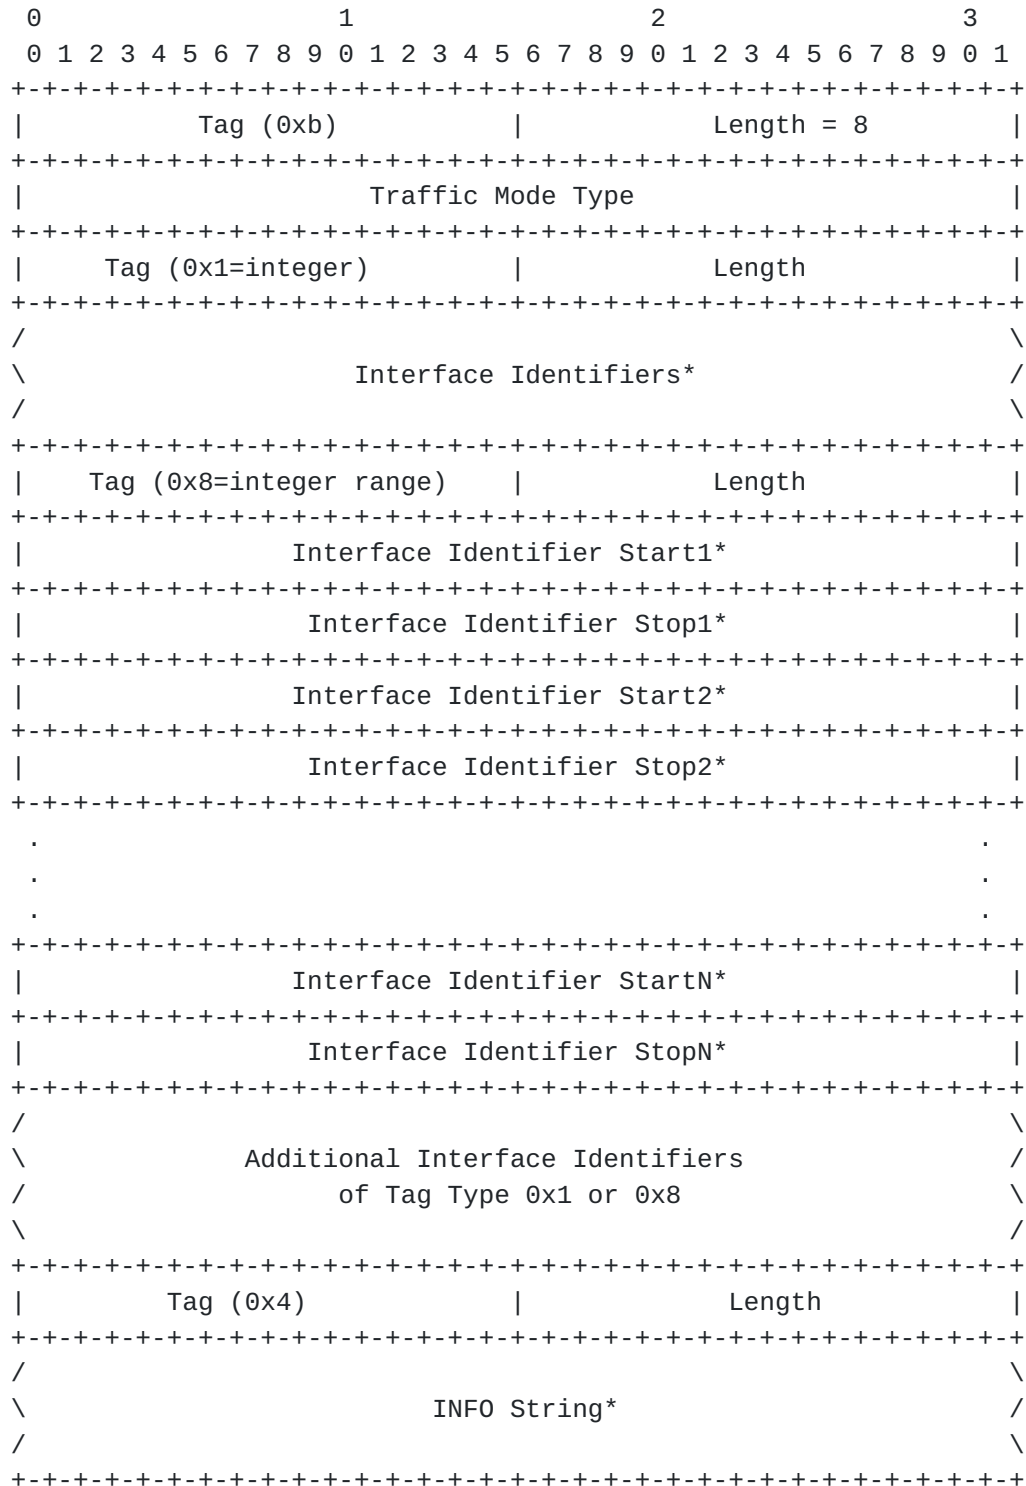 0                   1                   2                   3
 0 1 2 3 4 5 6 7 8 9 0 1 2 3 4 5 6 7 8 9 0 1 2 3 4 5 6 7 8 9 0 1
+-+-+-+-+-+-+-+-+-+-+-+-+-+-+-+-+-+-+-+-+-+-+-+-+-+-+-+-+-+-+-+-+
|           Tag (0xb)           |            Length = 8         |
+-+-+-+-+-+-+-+-+-+-+-+-+-+-+-+-+-+-+-+-+-+-+-+-+-+-+-+-+-+-+-+-+
|                      Traffic Mode Type                        |
+-+-+-+-+-+-+-+-+-+-+-+-+-+-+-+-+-+-+-+-+-+-+-+-+-+-+-+-+-+-+-+-+
|     Tag (0x1=integer)         |            Length             |
+-+-+-+-+-+-+-+-+-+-+-+-+-+-+-+-+-+-+-+-+-+-+-+-+-+-+-+-+-+-+-+-+
/                                                               \
\                     Interface Identifiers*                    /
/                                                               \
+-+-+-+-+-+-+-+-+-+-+-+-+-+-+-+-+-+-+-+-+-+-+-+-+-+-+-+-+-+-+-+-+
|    Tag (0x8=integer range)    |            Length             |
+-+-+-+-+-+-+-+-+-+-+-+-+-+-+-+-+-+-+-+-+-+-+-+-+-+-+-+-+-+-+-+-+
|                 Interface Identifier Start1*                  |
+-+-+-+-+-+-+-+-+-+-+-+-+-+-+-+-+-+-+-+-+-+-+-+-+-+-+-+-+-+-+-+-+
|                  Interface Identifier Stop1*                  |
+-+-+-+-+-+-+-+-+-+-+-+-+-+-+-+-+-+-+-+-+-+-+-+-+-+-+-+-+-+-+-+-+
|                 Interface Identifier Start2*                  |
+-+-+-+-+-+-+-+-+-+-+-+-+-+-+-+-+-+-+-+-+-+-+-+-+-+-+-+-+-+-+-+-+
|                  Interface Identifier Stop2*                  |
+-+-+-+-+-+-+-+-+-+-+-+-+-+-+-+-+-+-+-+-+-+-+-+-+-+-+-+-+-+-+-+-+
 .                                                             .
 .                                                             .
 .                                                             .
+-+-+-+-+-+-+-+-+-+-+-+-+-+-+-+-+-+-+-+-+-+-+-+-+-+-+-+-+-+-+-+-+
|                 Interface Identifier StartN*                  |
+-+-+-+-+-+-+-+-+-+-+-+-+-+-+-+-+-+-+-+-+-+-+-+-+-+-+-+-+-+-+-+-+
|                  Interface Identifier StopN*                  |
+-+-+-+-+-+-+-+-+-+-+-+-+-+-+-+-+-+-+-+-+-+-+-+-+-+-+-+-+-+-+-+-+
/                                                               \
\              Additional Interface Identifiers                 /
/                    of Tag Type 0x1 or 0x8                     \
\                                                               /
+-+-+-+-+-+-+-+-+-+-+-+-+-+-+-+-+-+-+-+-+-+-+-+-+-+-+-+-+-+-+-+-+
|         Tag (0x4)             |             Length            |
+-+-+-+-+-+-+-+-+-+-+-+-+-+-+-+-+-+-+-+-+-+-+-+-+-+-+-+-+-+-+-+-+
/                                                               \
\                          INFO String*                         /
/                                                               \
+-+-+-+-+-+-+-+-+-+-+-+-+-+-+-+-+-+-+-+-+-+-+-+-+-+-+-+-+-+-+-+-+